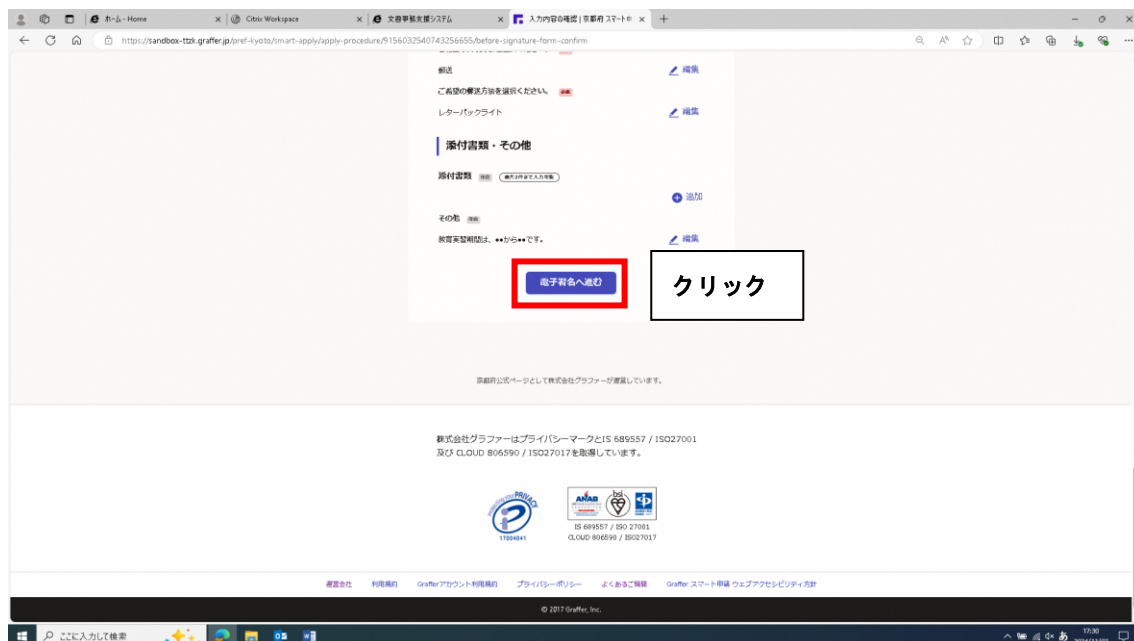 ホーム - Home
Citrix Workspace
文書事務支援システム
入力内容の確認 | 京都府 スマート申
https://sandbox-ttzk.graffer.jp/pref-kyoto/smart-apply/apply-procedure/9156032540743256655/before-signature-form-confirm
郵送
編集
ご希望の郵送方法を選択ください。 必須
レターパックライト
編集
添付書類・その他
添付書類 任意
追加
その他 任意
教育実習期間は、●●から●●です。
編集
電子署名へ進む
クリック
京都府公式ページとして株式会社グラファーが運営しています。
株式会社グラファーはプライバシーマークとIS 689557 / ISO27001
及び CLOUD 806590 / ISO27017を取得しています。
PRIVACY
17004041
ANAB
bsi
IS 689557 / ISO 27001
CLOUD 806590 / ISO27017
運営会社 利用規約 Grafferアカウント利用規約 プライバシーポリシー よくあるご質問 Graffer スマート申請 ウェブアクセシビリティ方針
© 2017 Graffer, Inc.
ここに入力して検索
あ
17:30